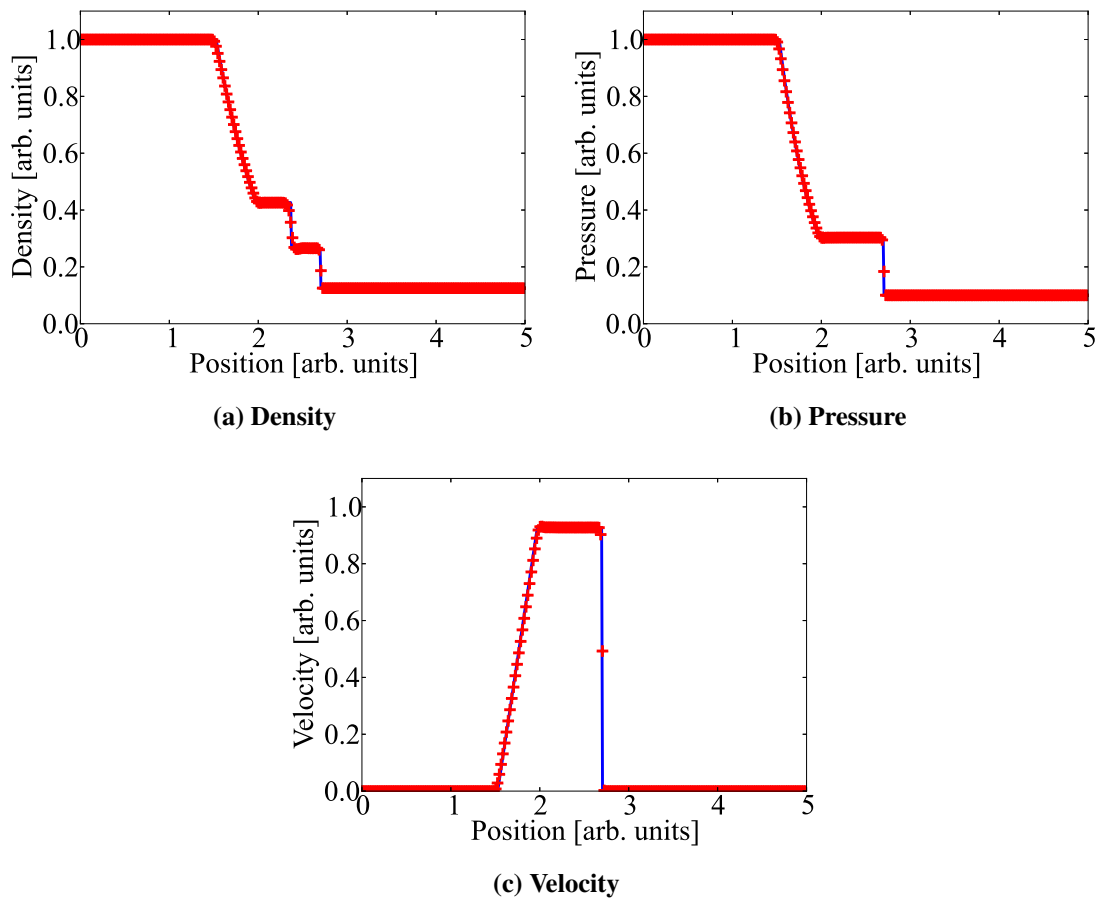 Density [arb. units]
1.0
0.8
0.6
0.4
0.2
0.0
0 1 2 3 4 5
Position [arb. units]
(a) Density
Pressure [arb. units]
1.0
0.8
0.6
0.4
0.2
0.0
0 1 2 3 4 5
Position [arb. units]
(b) Pressure
Velocity [arb. units]
1.0
0.8
0.6
0.4
0.2
0.0
0 1 2 3 4 5
Position [arb. units]
(c) Velocity